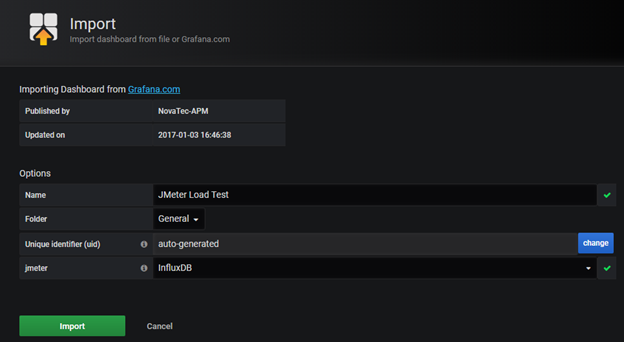 Import
Import dashboard from file or Grafana.com
Importing Dashboard from Grafana.com
Published by NovaTec-APM
Updated on 2017-01-03 16:46:38
Options
Name JMeter Load Test
Folder General
Unique identifier (uid) auto-generated change
jmeter InfluxDB
Import Cancel